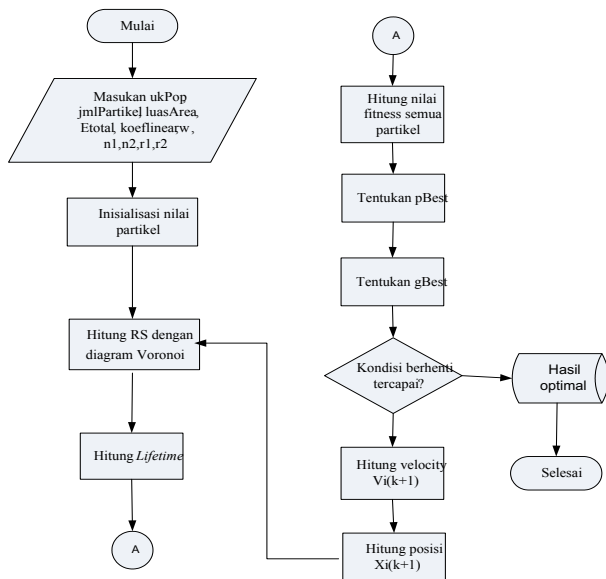 Mulai
Masukan ukPop,
jmlPartikel, luasArea,
Etotal, koeflinear,w ,
n1,n2,r1,r2
Inisialisasi nilai
partikel
Hitung RS dengan
diagram Voronoi
Hitung Lifetime
A
A
Hitung nilai
fitness semua
partikel
Tentukan pBest
Tentukan gBest
Kondisi berhenti
tercapai?
Hasil
optimal
Selesai
Hitung velocity
Vi(k+1)
Hitung posisi
Xi(k+1)